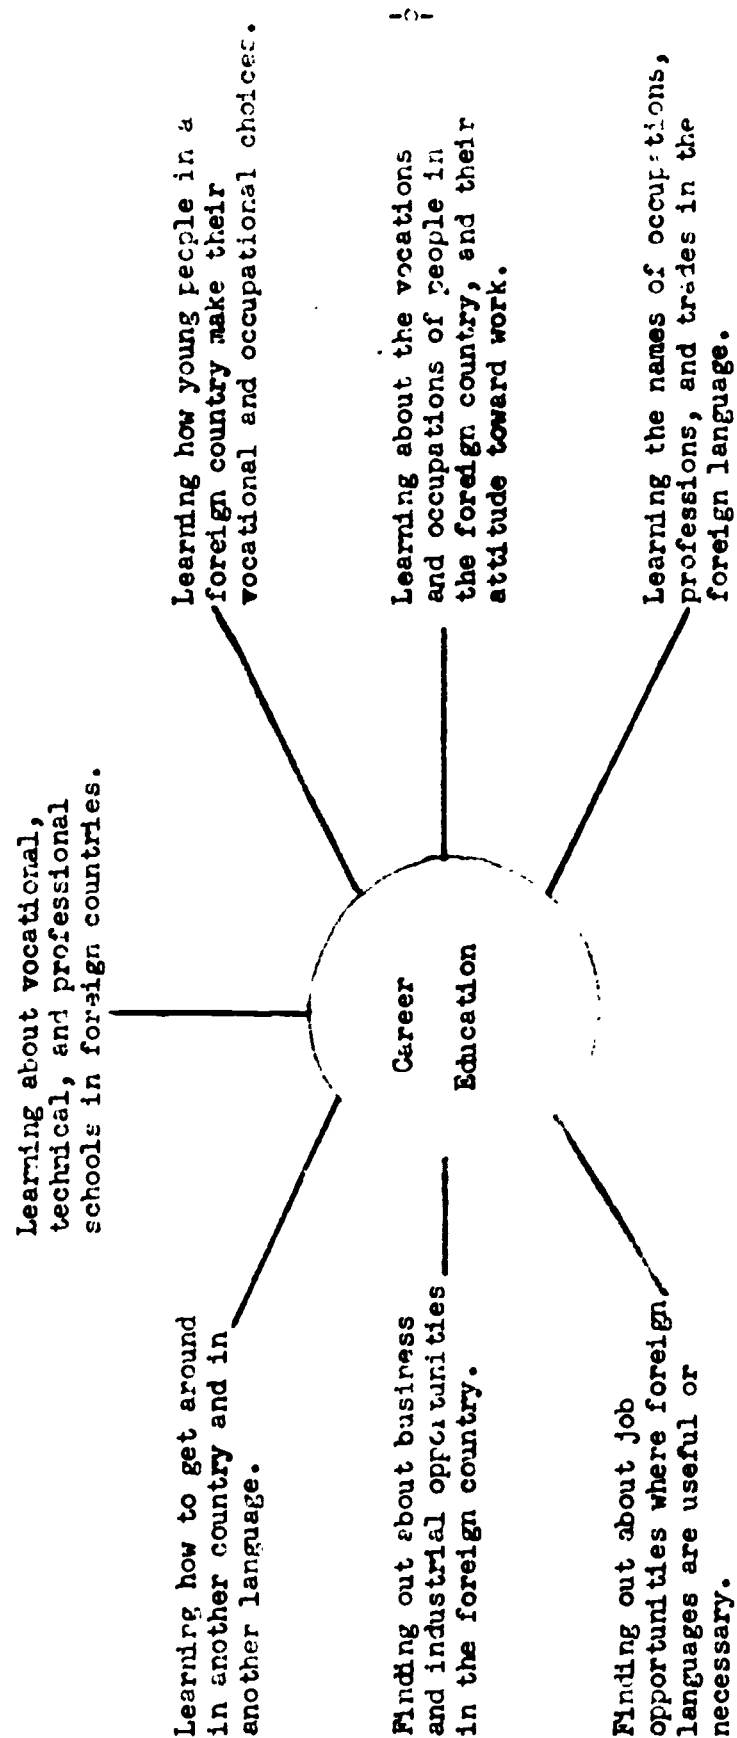 Learning about vocational,
technical, and professional
schools in foreign countries.
Learning how to get around
in another country and in
another language.
Learning how young people in a
foreign country make their
vocational and occupational choices.
Career
Education
Finding out about business
and industrial opportunities
in the foreign country.
Learning about the vocations
and occupations of people in
the foreign country, and their
attitude toward work.
Finding out about job
opportunities where foreign
languages are useful or
necessary.
Learning the names of occupations,
professions, and trades in the
foreign language.